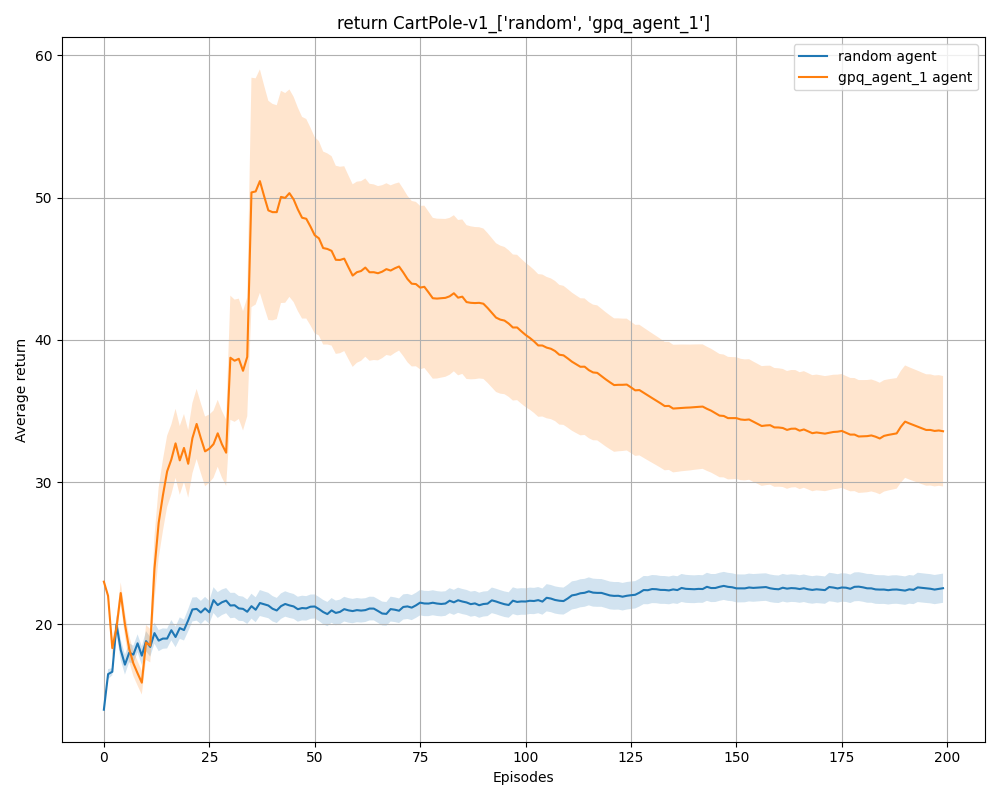 return CartPole-v1_['random', 'gpq_agent_1']
random agent
gpq_agent_1 agent
Average return
60
50
40
30
20
0 25 50 75 100 125 150 175 200
Episodes